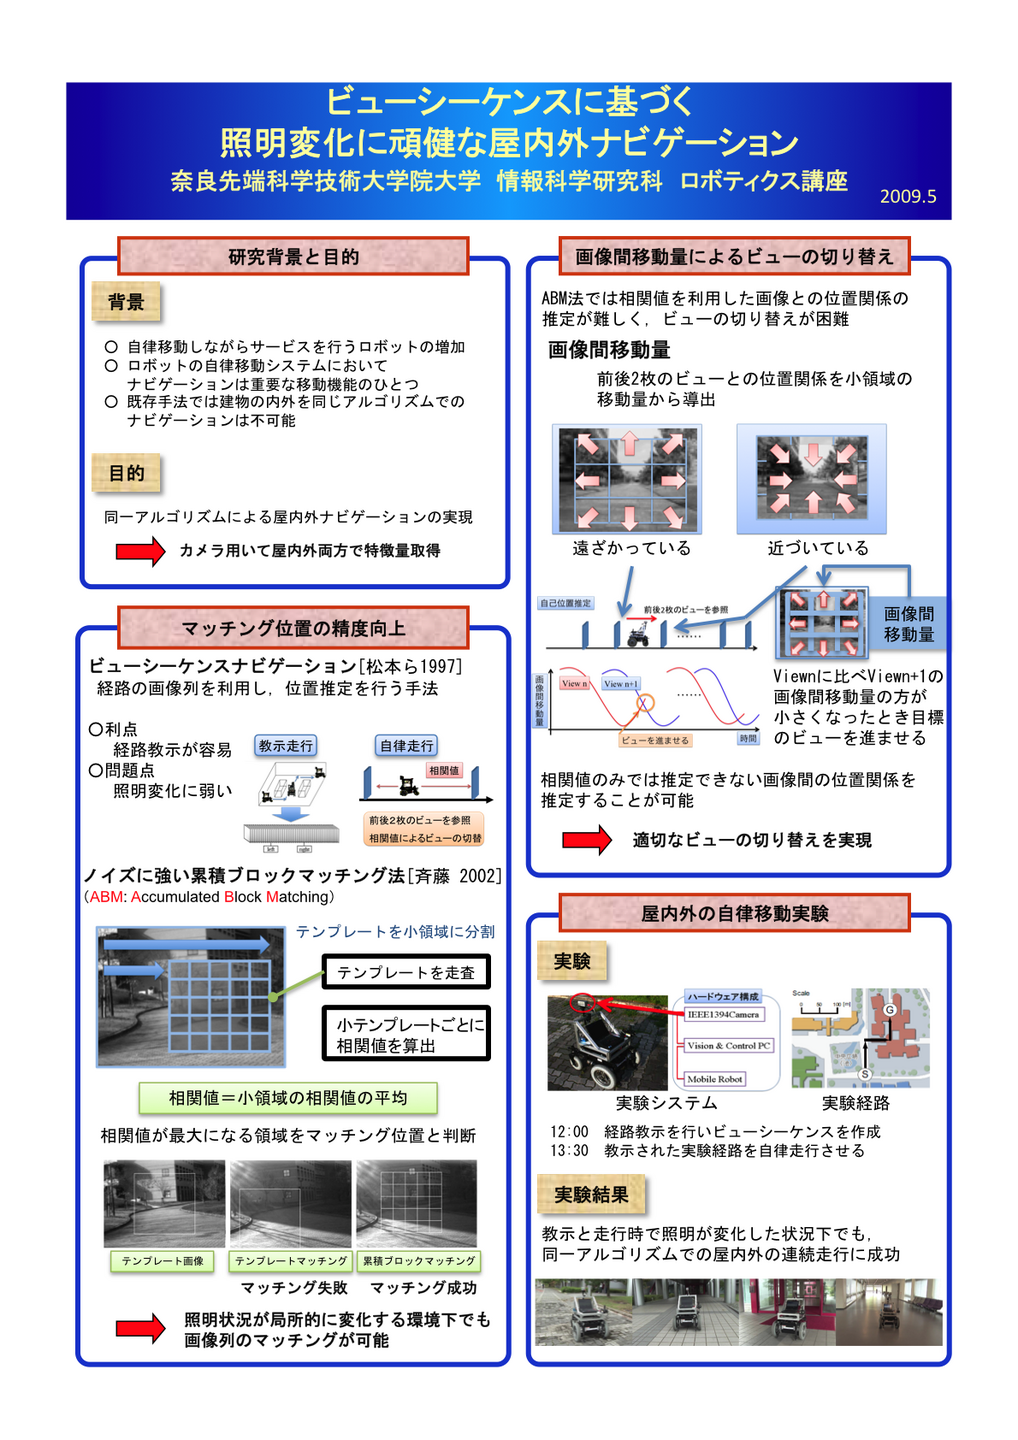 ビューシーケンスに基づく
照明変化に頑健な屋内外ナビゲーション
奈良先端科学技術大学院大学 情報科学研究科 ロボティクス講座
2009.5
研究背景と目的
背景
○ 自律移動しながらサービスを行うロボットの増加
○ ロボットの自律移動システムにおいて
ナビゲーションは重要な移動機能のひとつ
○ 既存手法では建物の内外を同じアルゴリズムでの
ナビゲーションは不可能
目的
同一アルゴリズムによる屋内外ナビゲーションの実現
カメラ用いて屋内外両方で特徴量取得
マッチング位置の精度向上
ビューシーケンスナビゲーション[松本ら1997]
経路の画像列を利用し，位置推定を行う手法
○利点
経路教示が容易
○問題点
照明変化に弱い
教示走行
left
right
自律走行
相関値
前後2枚のビューを参照
相関値によるビューの切替
ノイズに強い累積ブロックマッチング法[斉藤 2002]
（ABM: Accumulated Block Matching）
テンプレートを小領域に分割
テンプレートを走査
小テンプレートごとに
相関値を算出
相関値＝小領域の相関値の平均
相関値が最大になる領域をマッチング位置と判断
テンプレート画像
テンプレートマッチング
累積ブロックマッチング
マッチング失敗
マッチング成功
照明状況が局所的に変化する環境下でも
画像列のマッチングが可能
画像間移動量によるビューの切り替え
ABM法では相関値を利用した画像との位置関係の
推定が難しく，ビューの切り替えが困難
画像間移動量
前後2枚のビューとの位置関係を小領域の
移動量から導出
遠ざかっている
近づいている
自己位置推定
前後2枚のビューを参照
……
画像間
移動量
画像間移動量
View n
View n+1
……
ビューを進ませる
時間
Viewnに比べViewn+1の
画像間移動量の方が
小さくなったとき目標
のビューを進ませる
相関値のみでは推定できない画像間の位置関係を
推定することが可能
適切なビューの切り替えを実現
屋内外の自律移動実験
実験
ハードウェア構成
IEEE1394Camera
Vision & Control PC
Mobile Robot
Scale
0 50 100 [m]
G
S
実験システム
実験経路
12:00 経路教示を行いビューシーケンスを作成
13:30 教示された実験経路を自律走行させる
実験結果
教示と走行時で照明が変化した状況下でも，
同一アルゴリズムでの屋内外の連続走行に成功